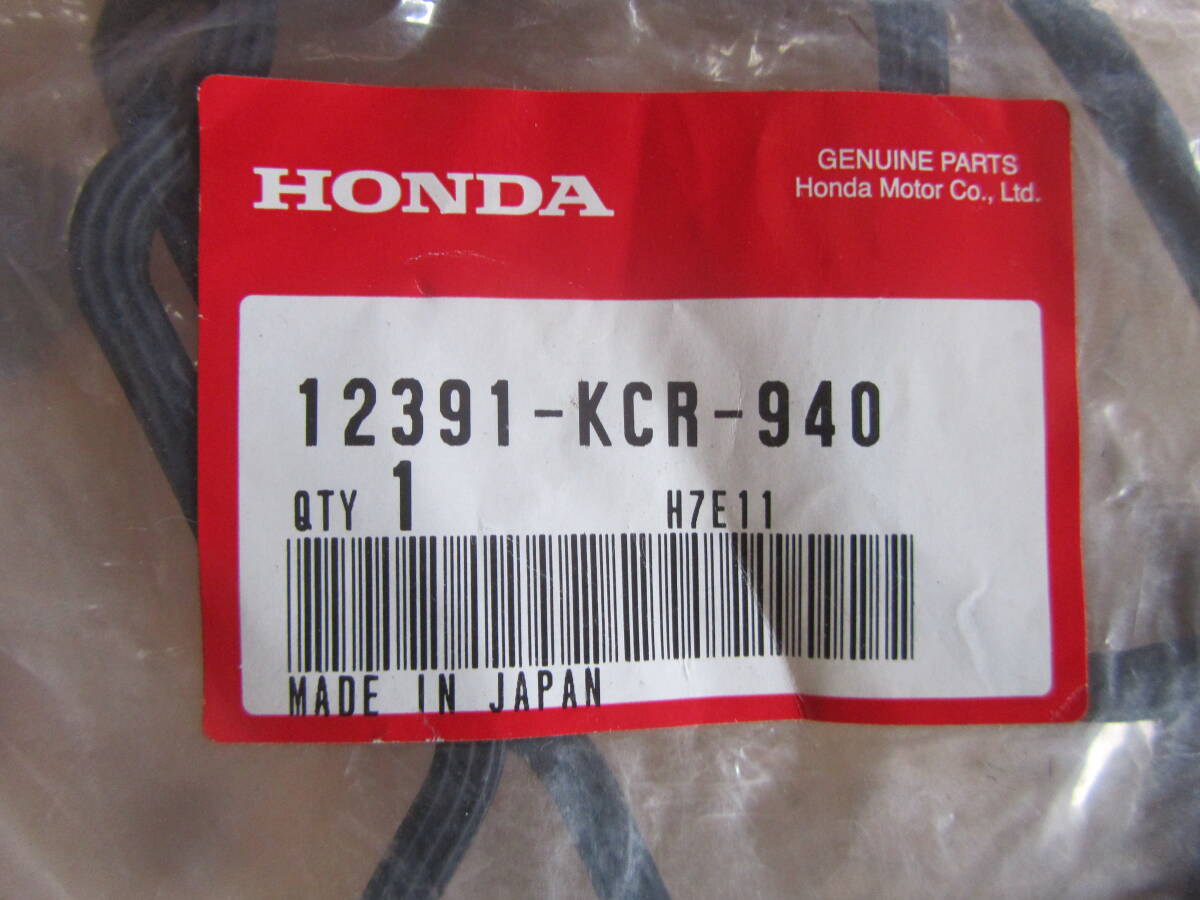 HONDA
GENUINE PARTS
Honda Motor Co., Ltd.
12391-KCR-940
QTY 1 H7E11
MADE IN JAPAN